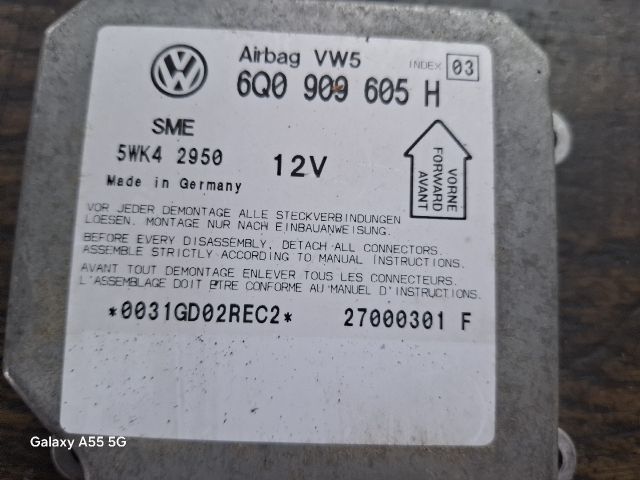 Airbag VW5
INDEX 03
6Q0 909 605 H
SME
5WK4 2950
12V
Made in Germany
VORNE
FORWARD
AVANT
VOR JEDER DEMONTAGE ALLE STECKVERBINDUNGEN
LOESEN. MONTAGE NUR NACH EINBAUANWEISUNG.
BEFORE EVERY DISASSEMBLY, DETACH ALL CONNECTORS.
ASSEMBLE STRICTLY ACCORDING TO MANUAL INSTRUCTIONS.
AVANT TOUT DEMONTAGE ENLEVER TOUS LES CONNECTEURS.
L'ASSEMBLAGE DOIT ETRE CONFORME AU MANUEL D'INSTRUCTIONS.
*0031GD02REC2* 27000301 F
Galaxy A55 5G